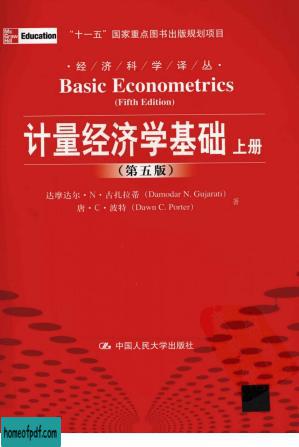 Mc
Graw
Hill Education
“十一五”国家重点图书出版规划项目
·经/济/科/学/译/丛·
Basic Econometrics
(Fifth Edition)
计量经济学基础 上册
(第五版)
达摩达尔·N·古扎拉蒂 (Damodar N. Gujarati)
唐·C·波特 (Dawn C. Porter)
著
中国人民大学出版社
homeofpdf.com